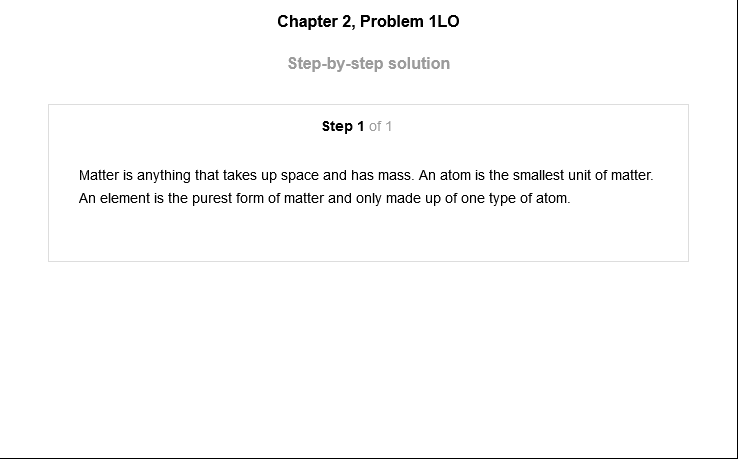 Chapter 2, Problem 1LO
Step-by-step solution
Step 1 of 1
Matter is anything that takes up space and has mass. An atom is the smallest unit of matter.
An element is the purest form of matter and only made up of one type of atom.